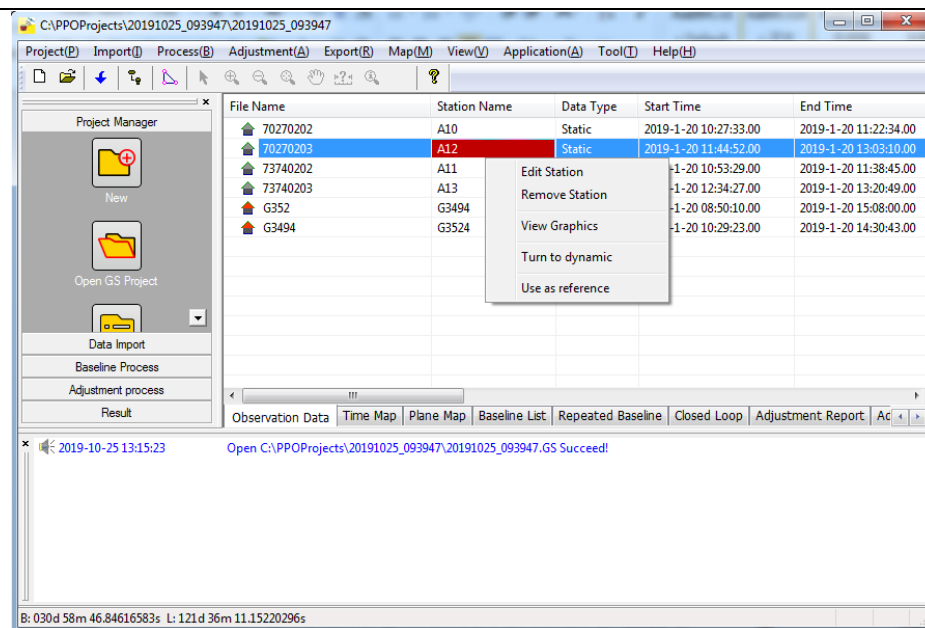 C:\PPOProjects\20191025_093947\20191025_093947
Project(P) Import(I) Process(B) Adjustment(A) Export(R) Map(M) View(V) Application(A) Tool(T) Help(H)
Project Manager
New
Open GS Project
Data Import
Baseline Process
Adjustment process
Result
File Name Station Name Data Type Start Time End Time
70270202 A10 Static 2019-1-20 10:27:33.00 2019-1-20 11:22:34.00
70270203 A12 Static 2019-1-20 11:44:52.00 2019-1-20 13:03:10.00
73740202 A11 -1-20 10:53:29.00 2019-1-20 11:38:45.00
73740203 A13 -1-20 12:34:27.00 2019-1-20 13:20:49.00
G352 G3494 -1-20 08:50:10.00 2019-1-20 15:08:00.00
G3494 G3524 -1-20 10:29:23.00 2019-1-20 14:30:43.00
Edit Station
Remove Station
View Graphics
Turn to dynamic
Use as reference
Observation Data Time Map Plane Map Baseline List Repeated Baseline Closed Loop Adjustment Report Ac
2019-10-25 13:15:23 Open C:\PPOProjects\20191025_093947\20191025_093947.GS Succeed!
B: 030d 58m 46.84616583s L: 121d 36m 11.15220296s